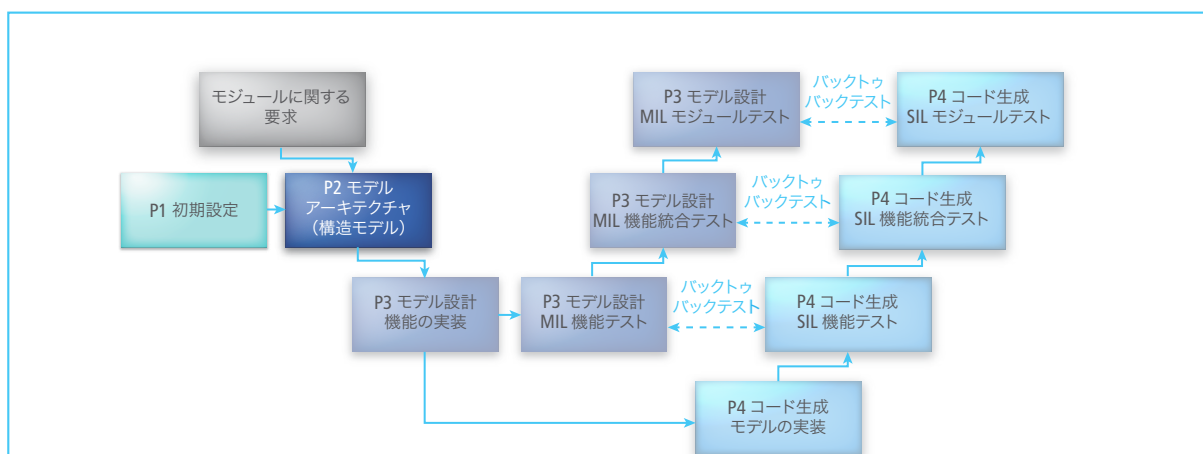 モジュールに関する
要求
P1 初期設定
P2 モデル
アーキテクチャ
（構造モデル）
P3 モデル設計
機能の実装
P3 モデル設計
MIL 機能テスト
P3 モデル設計
MIL 機能統合テスト
P3 モデル設計
MIL モジュールテスト
バックトゥ
バックテスト
P4 コード生成
SIL モジュールテスト
バックトゥ
バックテスト
P4 コード生成
SIL 機能統合テスト
バックトゥ
バックテスト
P4 コード生成
SIL 機能テスト
P4 コード生成
モデルの実装